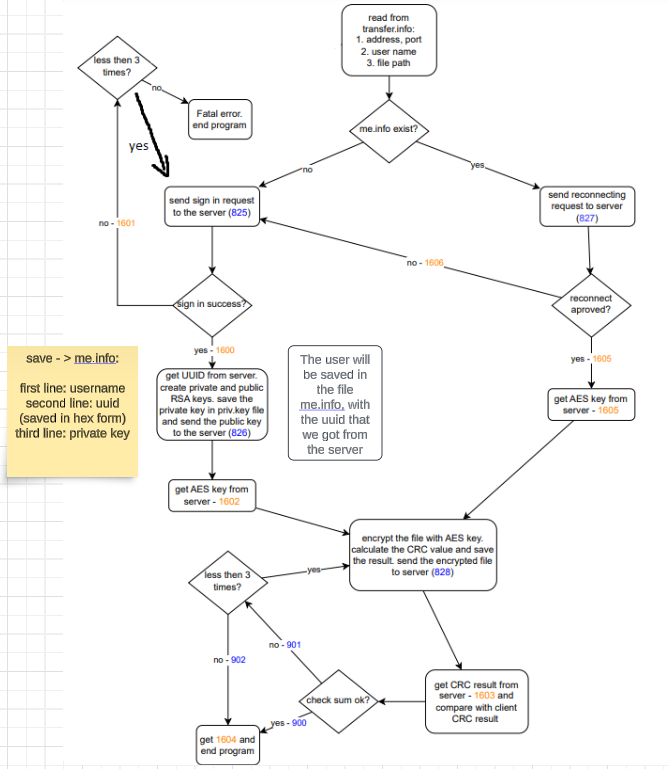 read from
transfer.info:
1. address, port
2. user name
3. file path
less then 3
times?
no
Fatal error.
end program
yes
me.info exist?
no
yes
send sign in request
to the server (825)
send reconnecting
request to server
(827)
no - 1601
no - 1606
sign in success?
reconnect
aproved?
yes - 1600
yes - 1605
save - > me.info:
first line: username
second line: uuid
(saved in hex form)
third line: private key
get UUID from server.
create private and public
RSA keys. save the
private key in priv.key file
and send the public key
to the server (826)
The user will
be saved in
the file
me.info, with
the uuid that
we got from
the server
get AES key from
server - 1605
get AES key from
server - 1602
encrypt the file with AES key.
calculate the CRC value and save
the result. send the encrypted file
to server (828)
less then 3
times?
yes
no - 901
no - 902
check sum ok?
get CRC result from
server - 1603 and
compare with client
CRC result
yes - 900
get 1604 and
end program